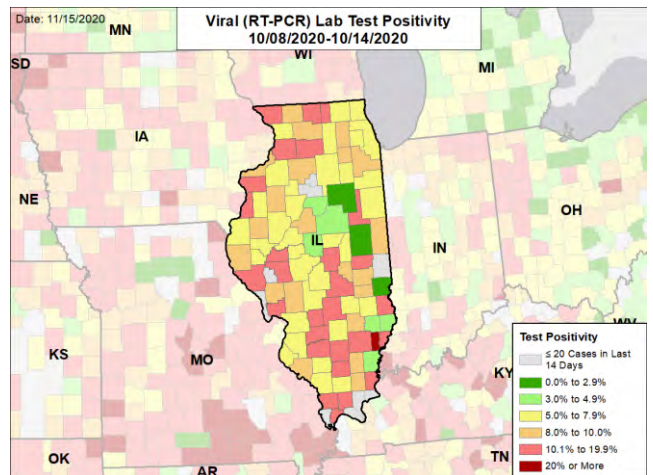 Date: 11/15/2020
Viral (RT-PCR) Lab Test Positivity
10/08/2020-10/14/2020
MN
WI
SD
MI
IA
NE
OH
IL
IN
WV
KS
MO
KY
OK
AR
TN
Test Positivity
≤ 20 Cases in Last
14 Days
0.0% to 2.9%
3.0% to 4.9%
5.0% to 7.9%
8.0% to 10.0%
10.1% to 19.9%
20% or More